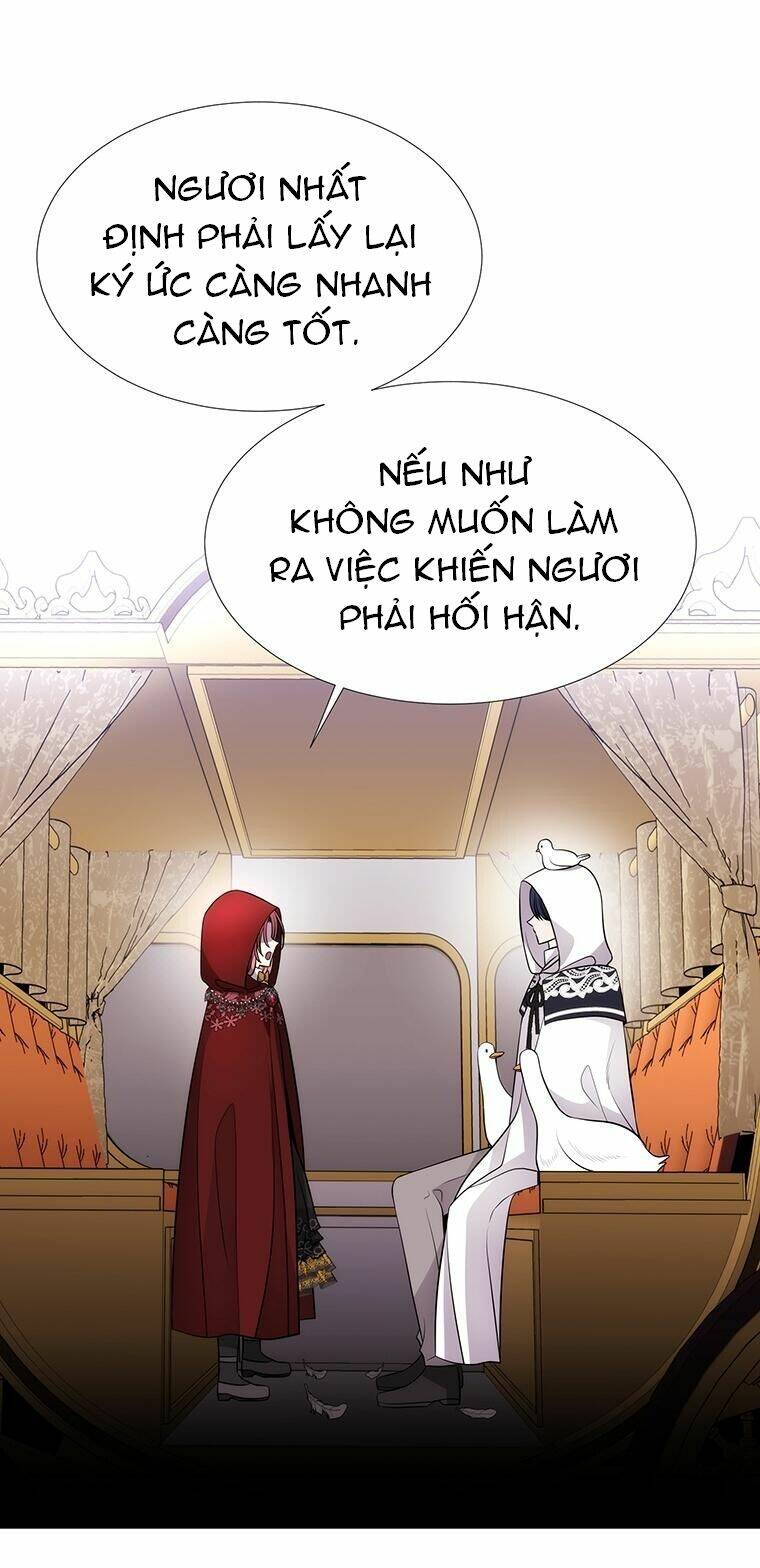 NGƯƠI NHẤT
ĐỊNH PHẢI LẤY LẠI
KÝ ỨC CÀNG NHANH
CÀNG TỐT.
NẾU NHƯ
KHÔNG MUỐN LÀM
RA VIỆC KHIẾN NGƯƠI
PHẢI HỐI HẬN.